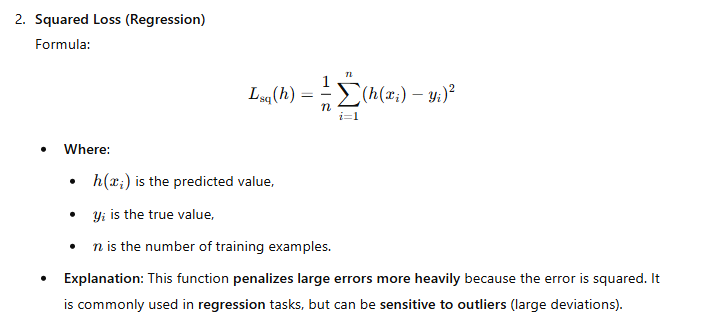 2. Squared Loss (Regression)
Formula:
L_sq(h) = \frac{1}{n} \sum_{i=1}^{n} (h(x_i) − y_i)^2
• Where:
• h(x_i) is the predicted value,
• y_i is the true value,
• n is the number of training examples.
• Explanation: This function penalizes large errors more heavily because the error is squared. It
is commonly used in regression tasks, but can be sensitive to outliers (large deviations).